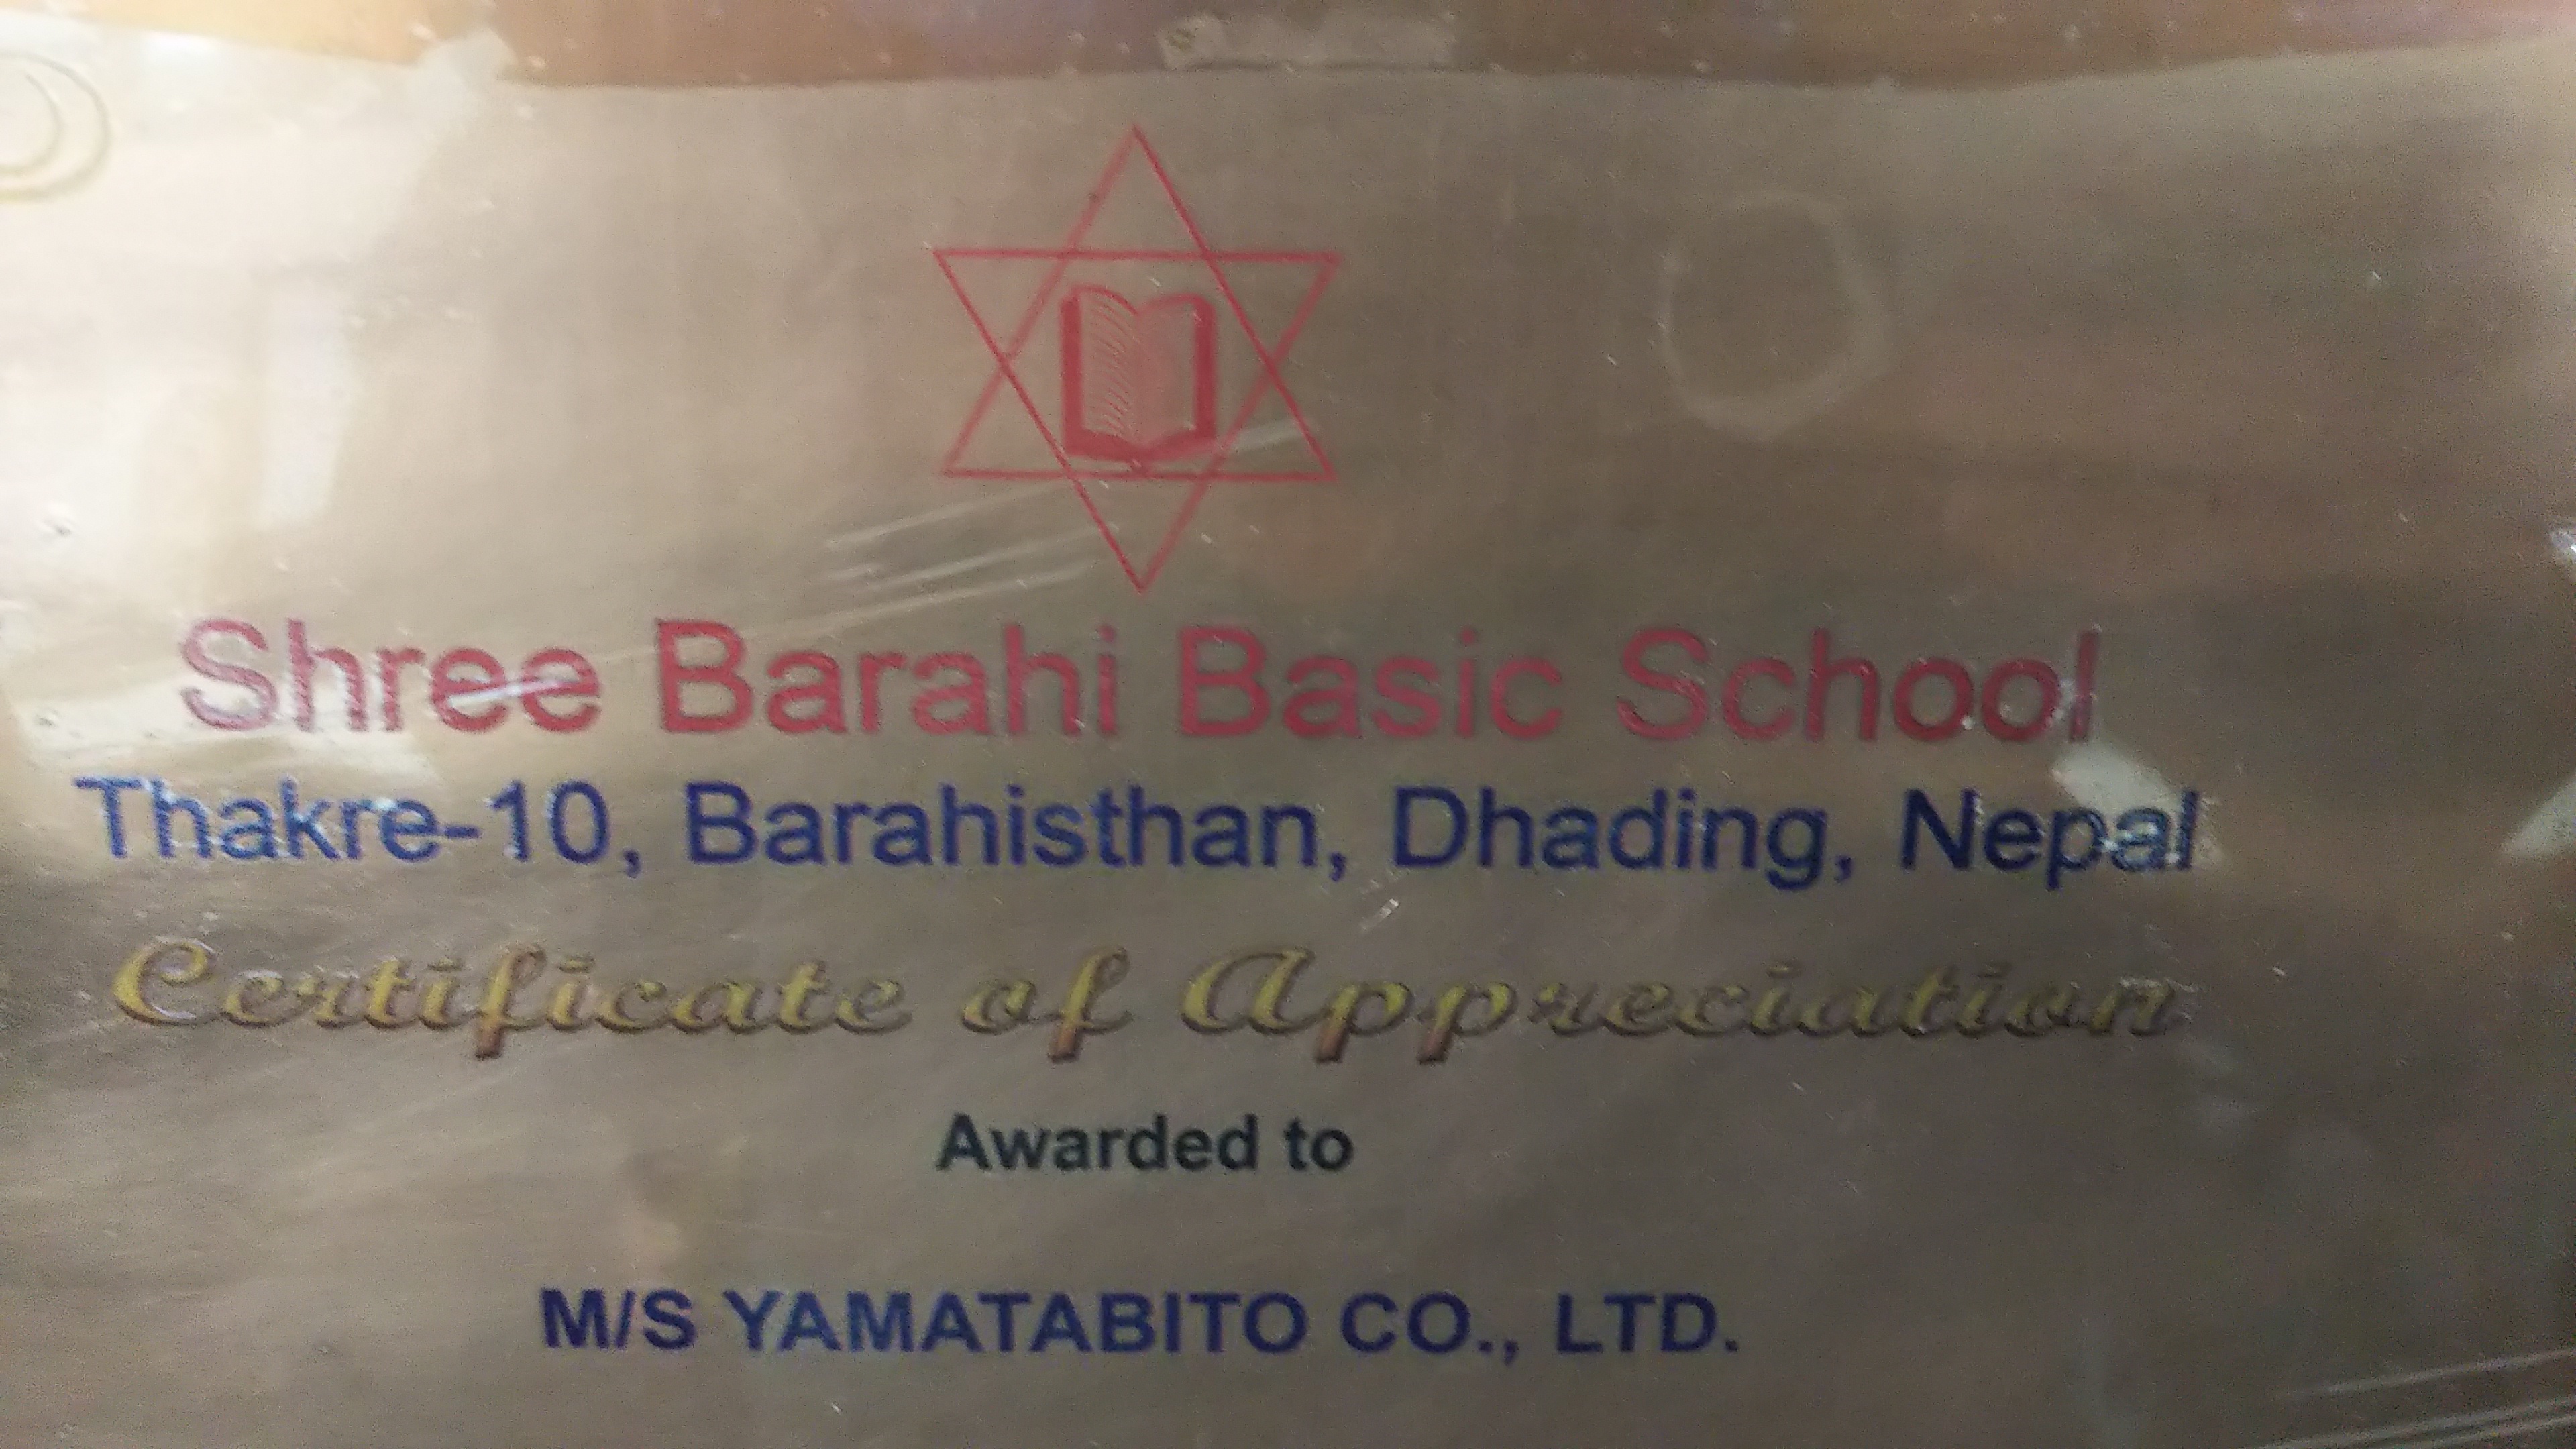 Shree Barahi Basic School
Thakre-10, Barahisthan, Dhading, Nepal
Certificate of Appreciation
Awarded to
M/S YAMATABITO CO., LTD.